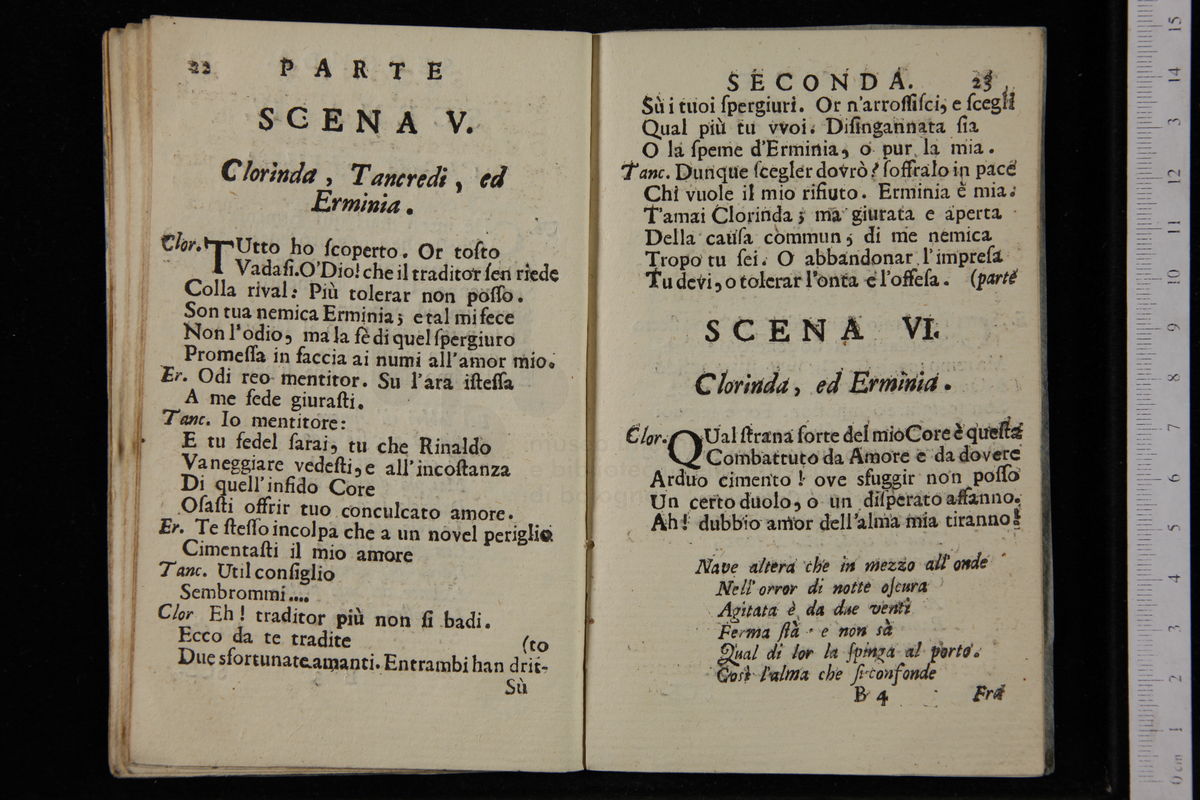 22 PARTE
SCENA V.
Clorinda, Tancredi, ed
Erminia.
Clor. TUtto ho ſcoperto. Or toſto
Vadaſi. O'Dio! che il traditor ſen riede
Colla rival: Più tolerar non poſſo.
Son tua nemica Erminia; e tal mi fece
Non l'odio, ma la fè di quel ſpergiuro
Promeſſa in faccia ai numi all'amor mio.
Er. Odi reo mentitor. Su l'ara iſteſſa
A me fede giuraſti.
Tanc. Io mentitore:
E tu fedel ſarai, tu che Rinaldo
Vaneggiare vedeſti, e all'incoſtanza
Di quell'infido Core
Oſaſti offrir tuo conculcato amore.
Er. Te ſteſſo incolpa che a un novel periglio
Cimentaſti il mio amore
Tanc. Util conſiglio
Sembrommi....
Clor Eh! traditor più non ſi badi.
Ecco da te tradite (to
Due sfortunate amanti. Entrambi han drit-
Sù
SECONDA. 23
Sù i tuoi ſpergiuri. Or n'arroſſiſci, e ſcegli
Qual più tu vvoi. Diſingannata ſia
O la ſpeme d'Erminia, o pur la mia.
Tanc. Dunque ſcegler dovrò? ſoffralo in pace
Chi vuole il mio rifiuto. Erminia è mia.
T'amai Clorinda; ma giurata e aperta
Della cauſa còmmun, di me nemica
Tropo tu ſei. O abbandonar l'impreſa
Tu devi, o tolerar l'onta e l'offeſa. (parte
SCENA VI.
Clorinda, ed Erminia.
Clor. QUal ſtrana ſorte del mio Core è queſta
Combattuto da Amore e da dovere
Arduo cimento! ove sfuggir non poſſo
Un certo duolo, o un diſperato affanno.
Ah! dubbio amor dell'alma mia tiranno!
Nave altera che in mezzo all'onde
Nell'orror di notte oſcura
Agitata è da due venti
Ferma ſtà e non sà
Qual di lor la ſpinga al porto.
Così l'alma che ſi confonde
B 4 Frà